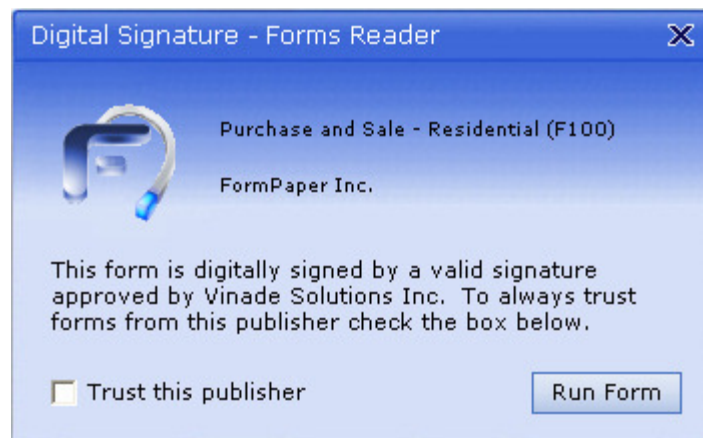 Digital Signature - Forms Reader
Purchase and Sale - Residential (F100)
FormPaper Inc.
This form is digitally signed by a valid signature
approved by Vinade Solutions Inc.  To always trust
forms from this publisher check the box below.
Trust this publisher
Run Form